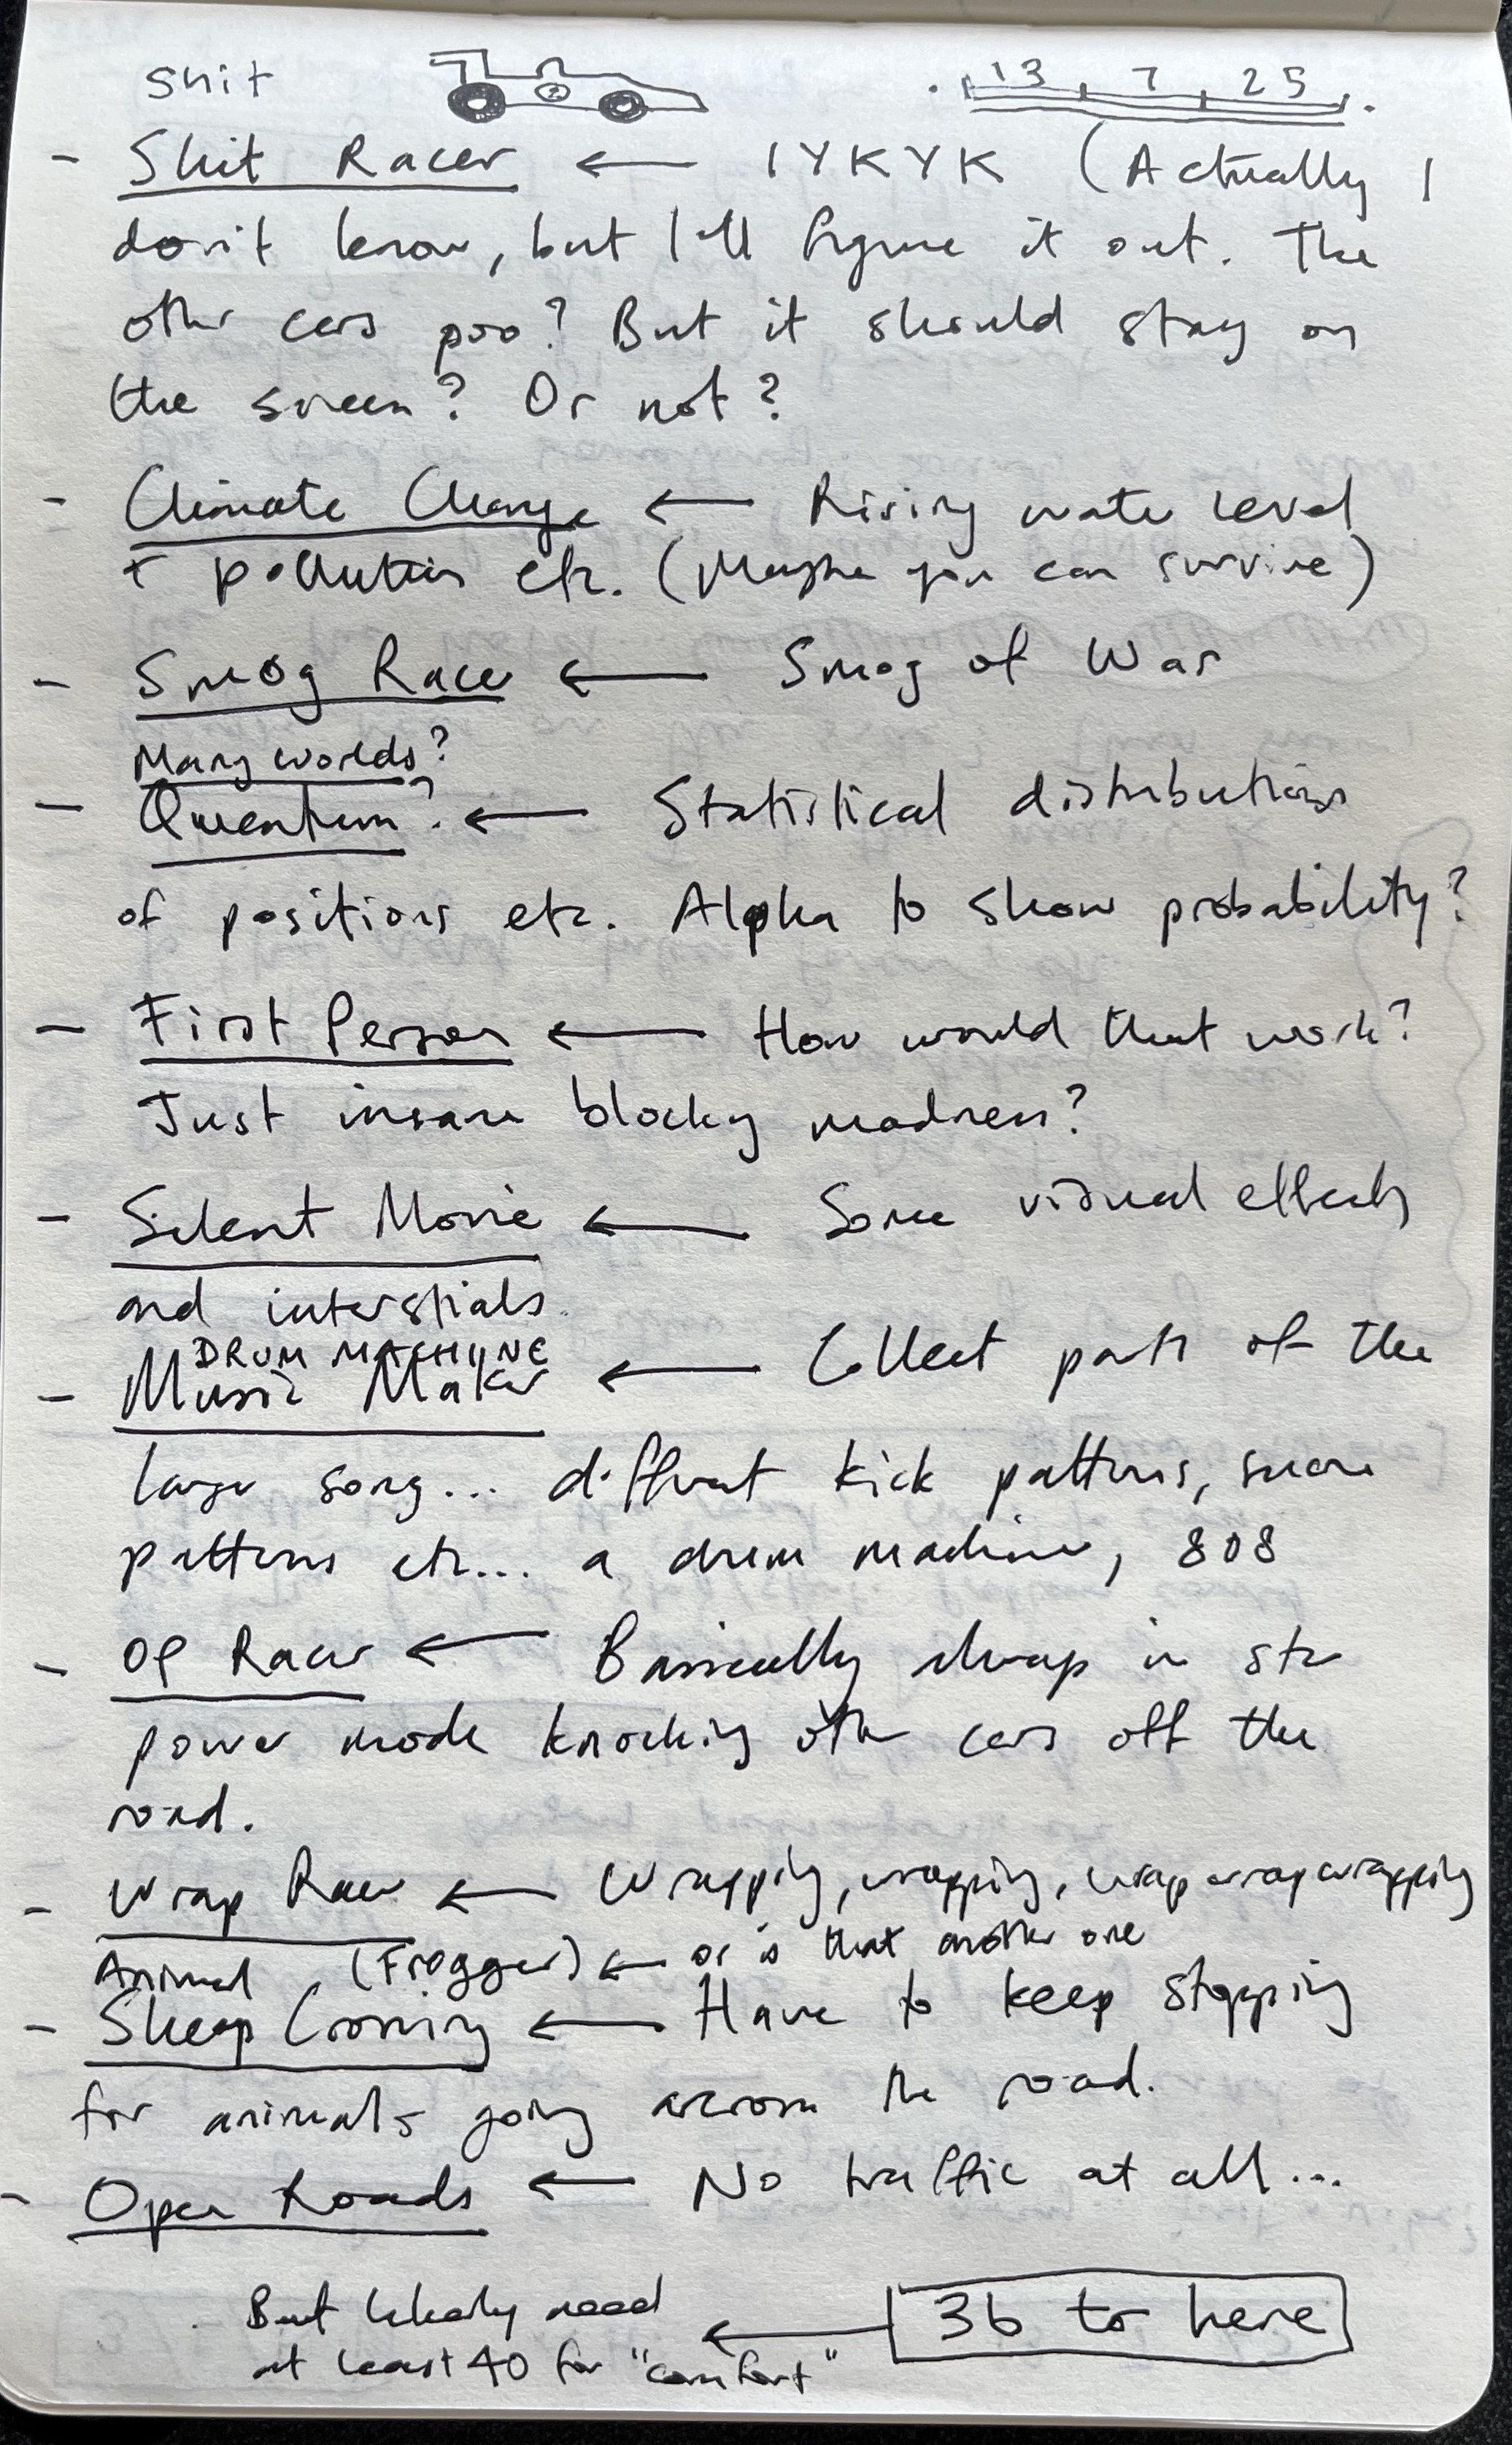 Shit
. 13, 7, 25.
- Shit Racer ← IYKYK (Actually I
don't know, but I'll figure it out. The
other cars poo? But it should stay on
the screen? Or not?
- Climate Change ← Rising water level
+ pollution etc. (Maybe you can survive)
- Smog Racer ← Smog of War
Many worlds?
- Quantum? ← Statistical distributions
of positions etc. Alpha to show probability?
- First Person ← How would that work?
Just insane blocky madness?
- Silent Movie ← Some visual effects
and interstials.
DRUM MACHINE
- Music Maker ← Collect parts of the
larger song... different kick patterns, snare
patterns etc... a drum machine, 808
- OP Racer ← Basically always in
power mode knocking other cars off the
road.
- Wrap Racer ← Wrapping, wrapping, wrap wrap wrapping
Animal (Frogger) ← or is that another one
- Sheep Crossing ← Have to keep stopping
for animals going across the road.
- Open Roads ← No traffic at all...
But likely need ← 36 to here
at least 40 for "comfort"